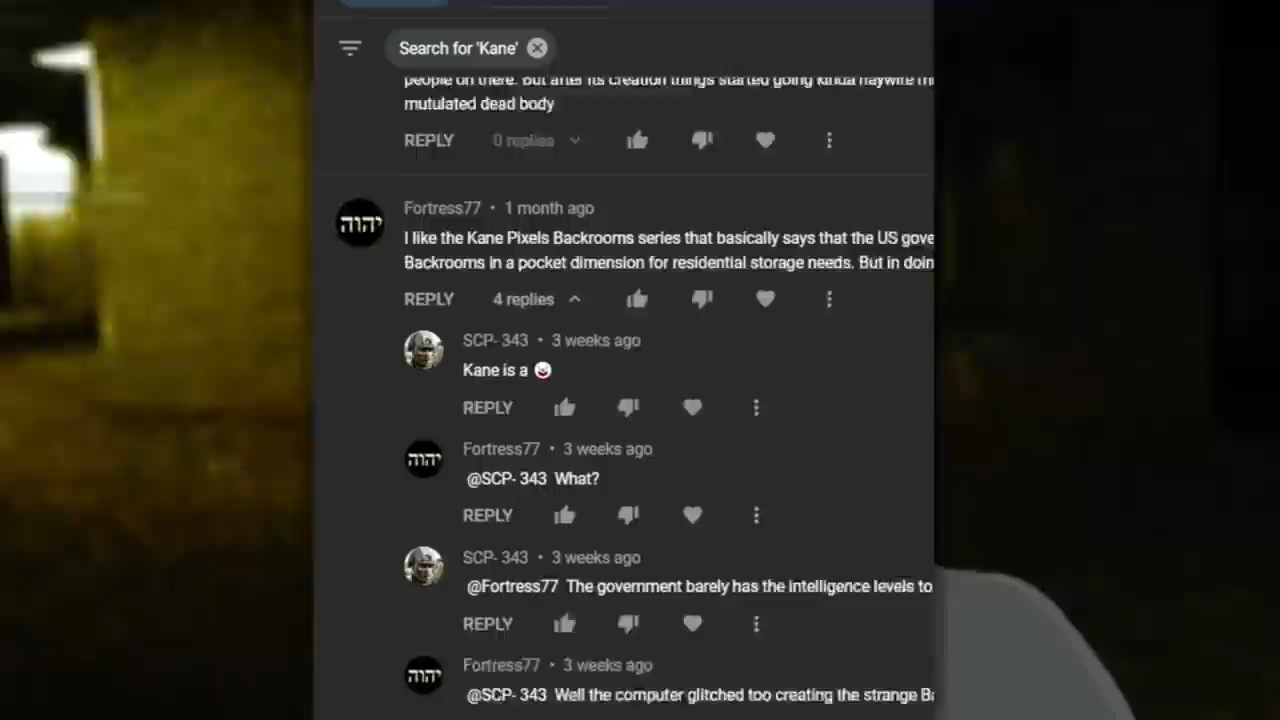 Search for 'Kane'
people on there. But after its creation things started going kinda haywire
mutulated dead body
REPLY 0 replies
יהוה
Fortress77 • 1 month ago
I like the Kane Pixels Backrooms series that basically says that the US gove
Backrooms in a pocket dimension for residential storage needs. But in doin
REPLY 4 replies
SCP- 343 • 3 weeks ago
Kane is a 🤡
REPLY
יהוה
Fortress77 • 3 weeks ago
@SCP- 343 What?
REPLY
SCP- 343 • 3 weeks ago
@Fortress77 The government barely has the intelligence levels to
REPLY
יהוה
Fortress77 • 3 weeks ago
@SCP- 343 Well the computer glitched too creating the strange Ba